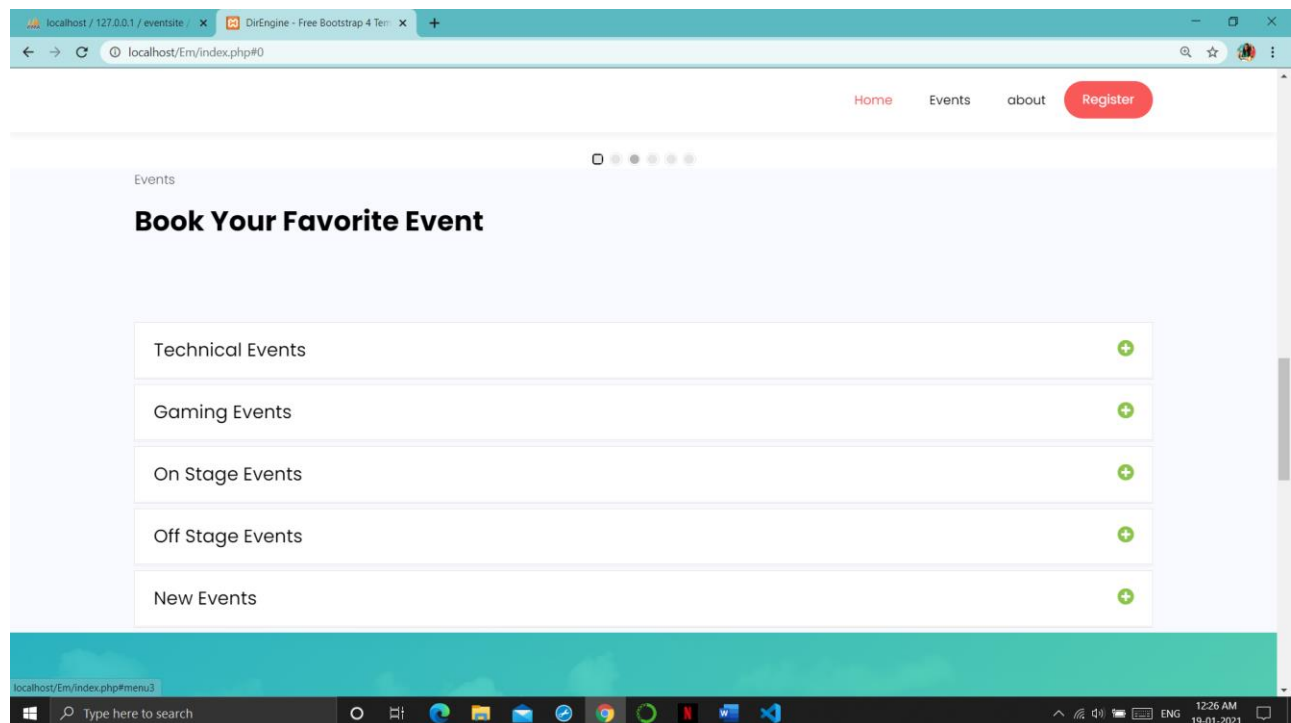 localhost / 127.0.0.1 / eventsite /
DirEngine - Free Bootstrap 4 Tem
localhost/Em/index.php#0
Home Events about Register
Events
Book Your Favorite Event
Technical Events
Gaming Events
On Stage Events
Off Stage Events
New Events
localhost/Em/index.php#menu3
Type here to search
ENG
12:26 AM
19-01-2021